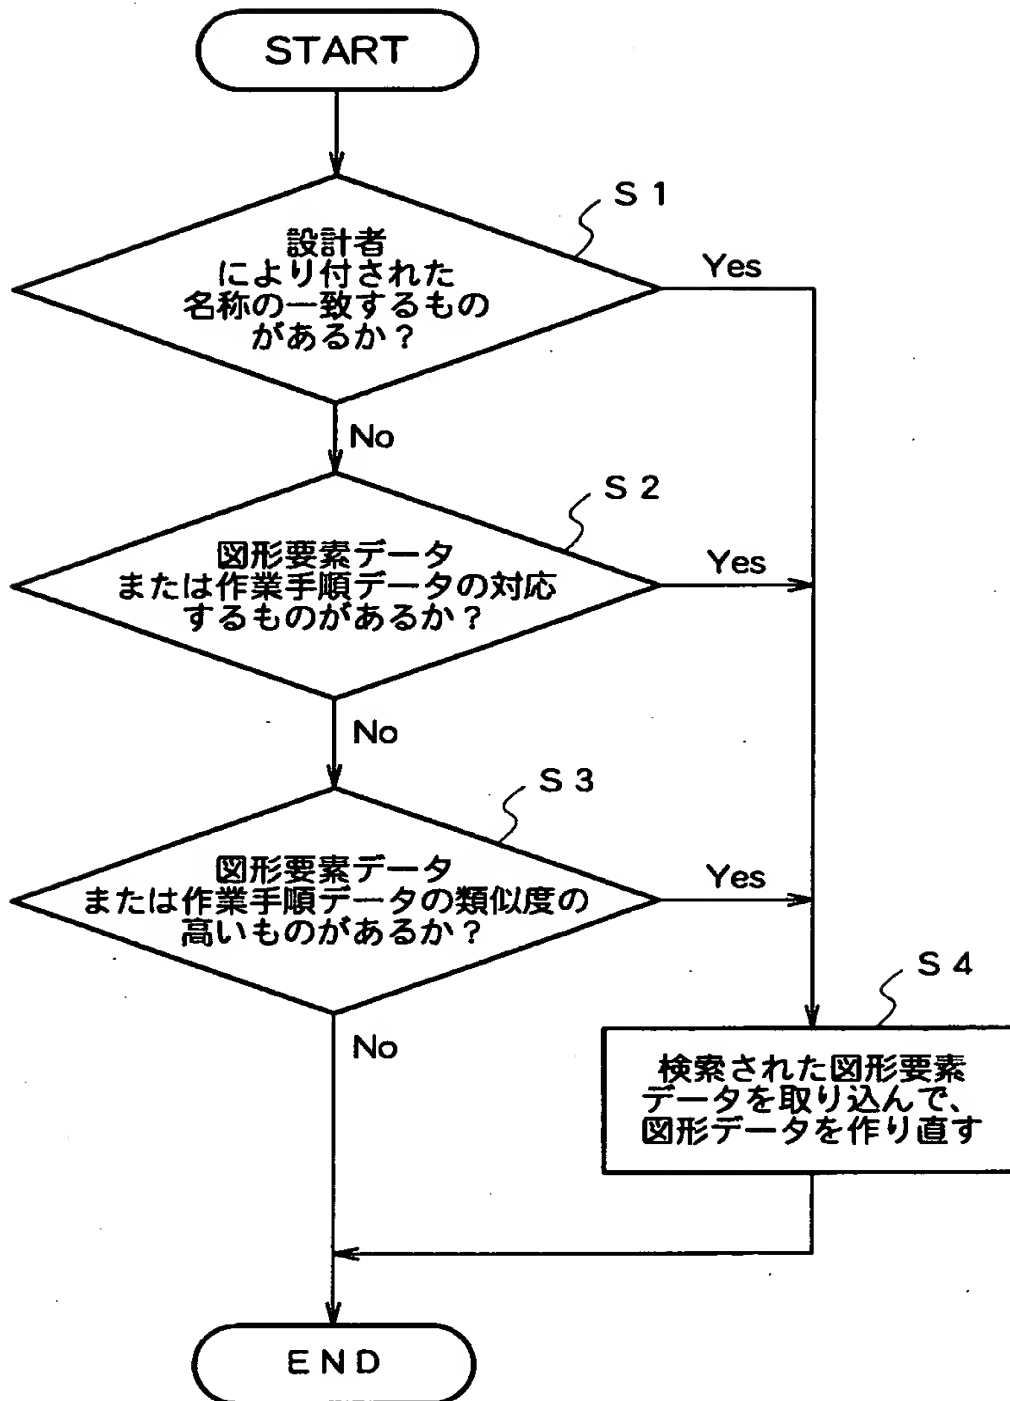 START
S1
設計者
により付された
名称の一致するもの
があるか？
Yes
No
S2
図形要素データ
または作業手順データの対応
するものがあるか？
Yes
No
S3
図形要素データ
または作業手順データの類似度の
高いものがあるか？
Yes
No
S4
検索された図形要素
データを取り込んで、
図形データを作り直す
END